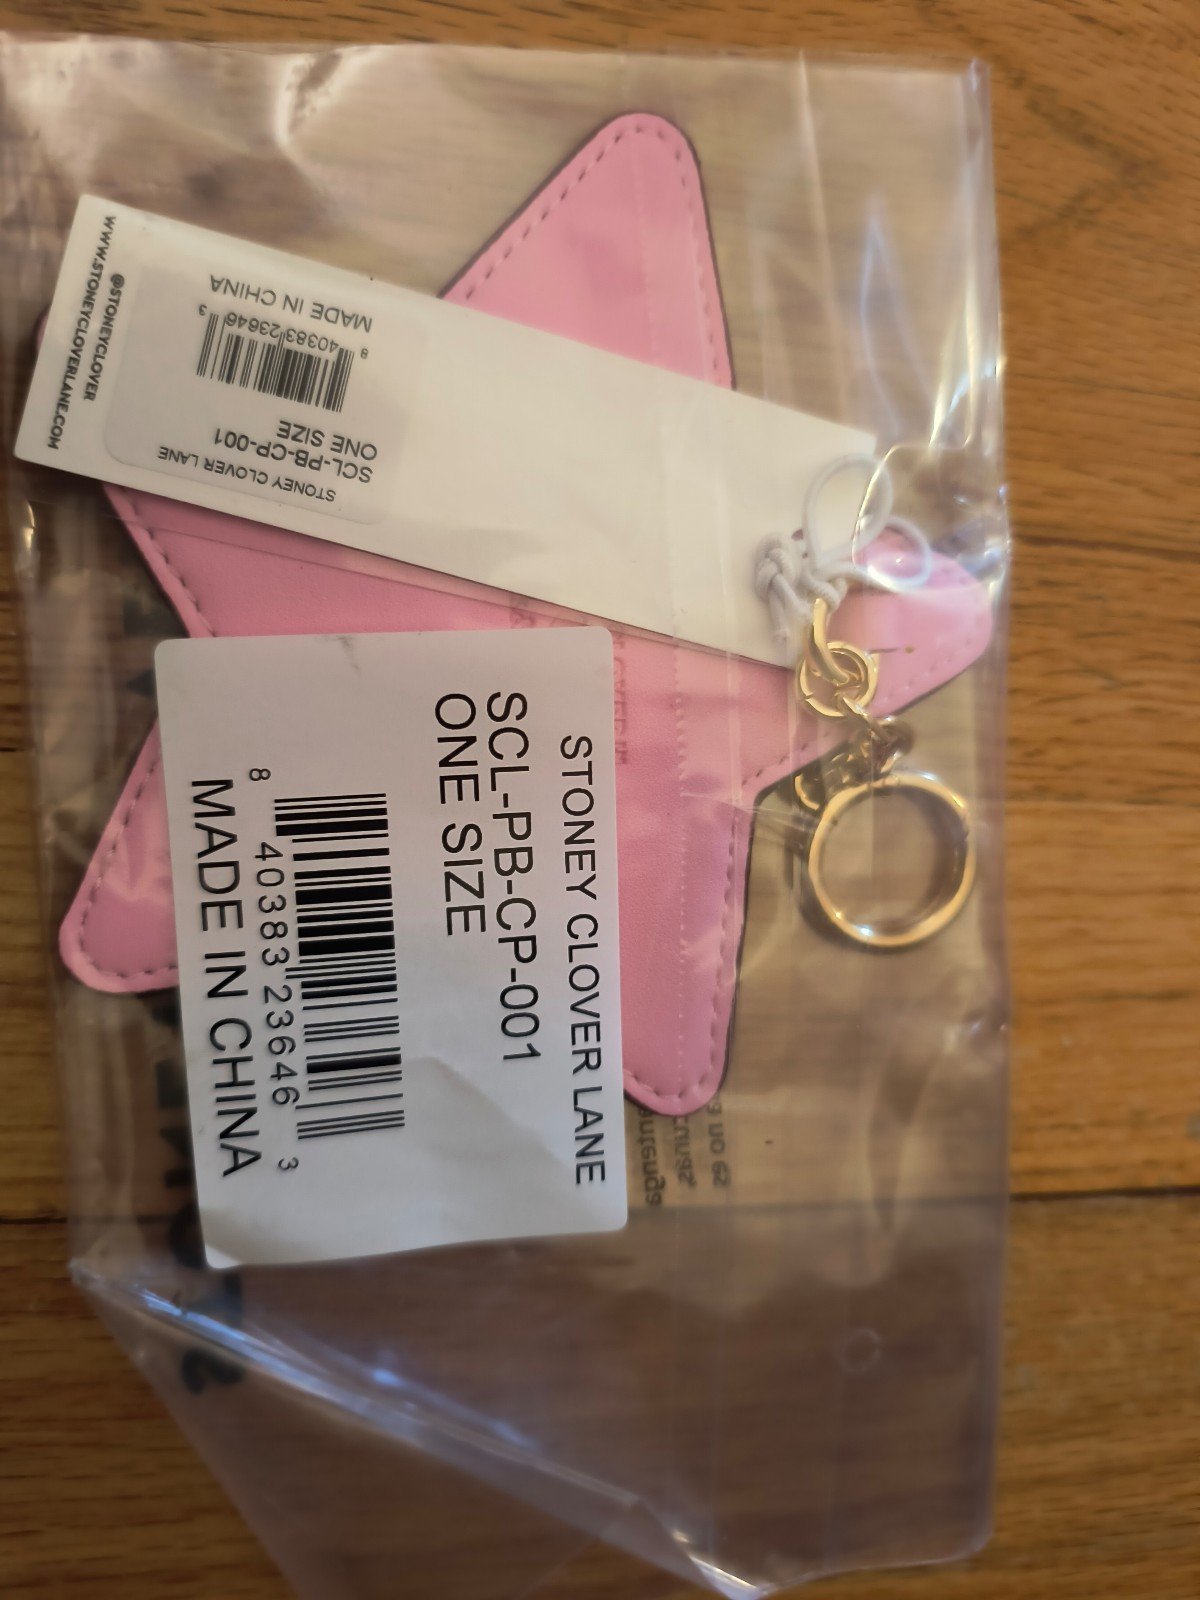 STONEY CLOVER LANE
SCL-PB-CP-001
ONE SIZE
8 40383 23646 3
MADE IN CHINA
STONEY CLOVER LANE
SCL-PB-CP-001
ONE SIZE
8 40383 23646 3
MADE IN CHINA
@STONEYCLOVER
WWW.STONEYCLOVERLANE.COM